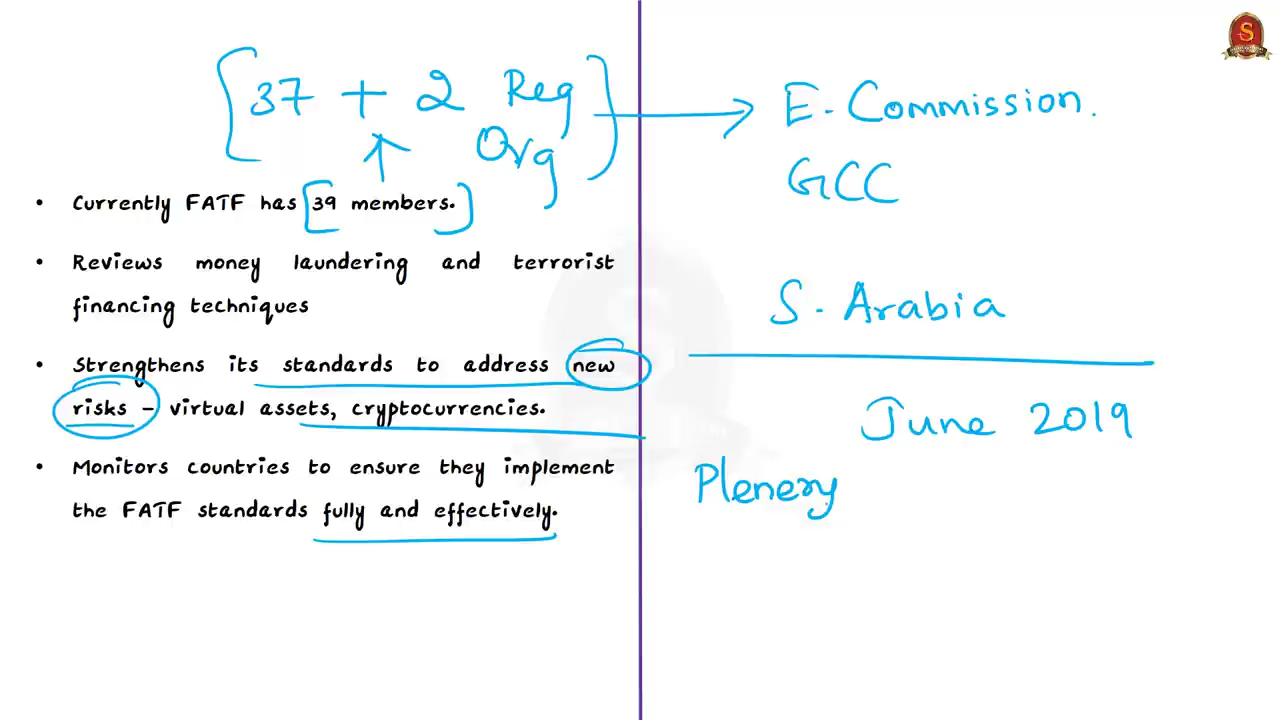 [37 + 2 Reg
Org]
• Currently FATF has [39 members.]
• Reviews money laundering and terrorist
financing techniques
• Strengthens its standards to address new
risks – virtual assets, cryptocurrencies.
• Monitors countries to ensure they implement
the FATF standards fully and effectively.
E. Commission.
GCC
S. Arabia
June 2019
Plenery
S